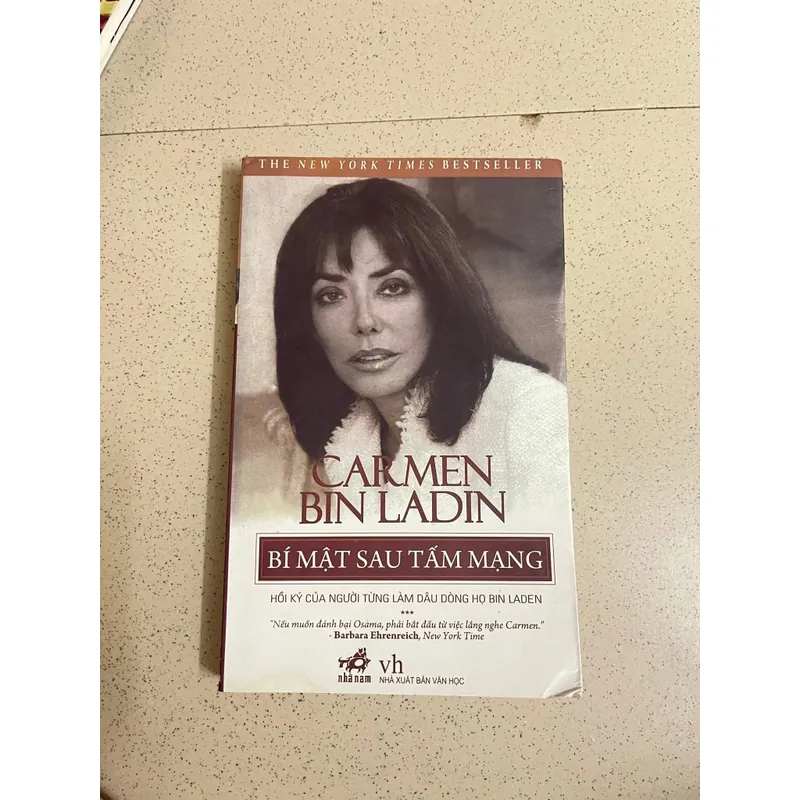 THE NEW YORK TIMES BESTSELLER
CARMEN
BIN LADIN
BÍ MẬT SAU TẤM MẠNG
HỒI KÝ CỦA NGƯỜI TỪNG LÀM DÂU DÒNG HỌ BIN LADEN
***
"Nếu muốn đánh bại Osama, phải bắt đầu từ việc lắng nghe Carmen."
- Barbara Ehrenreich, New York Time
nhã nam
vh
NHÀ XUẤT BẢN VĂN HỌC